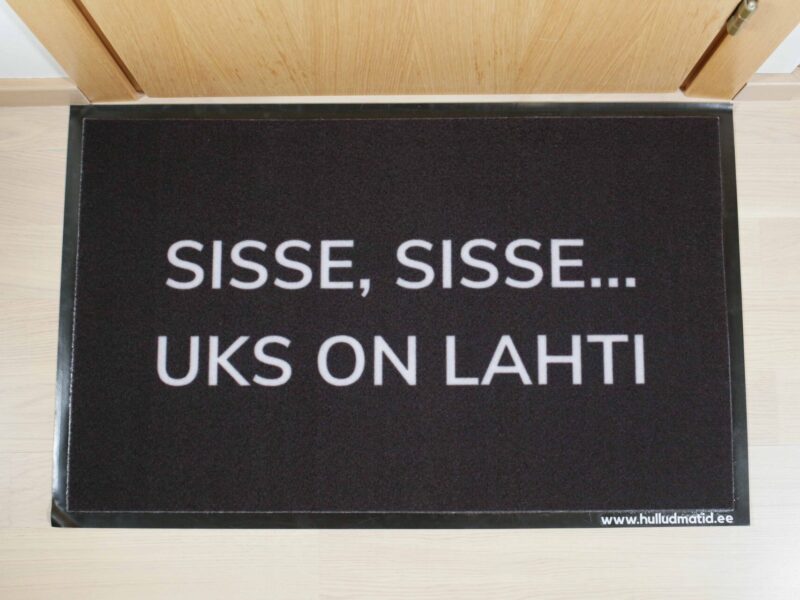 SISSE, SISSE...
UKS ON LAHTI
www.hulludmatid.ee